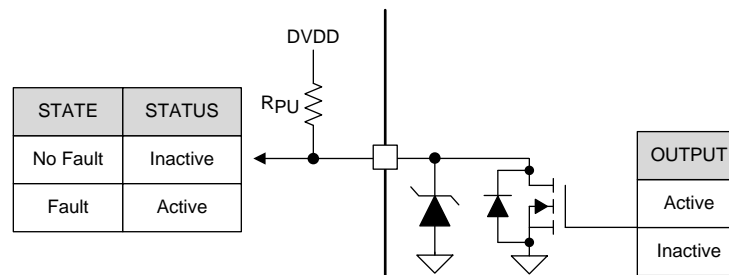 DVDD
RPU
STATE STATUS
No Fault Inactive
Fault Active
OUTPUT
Active
Inactive